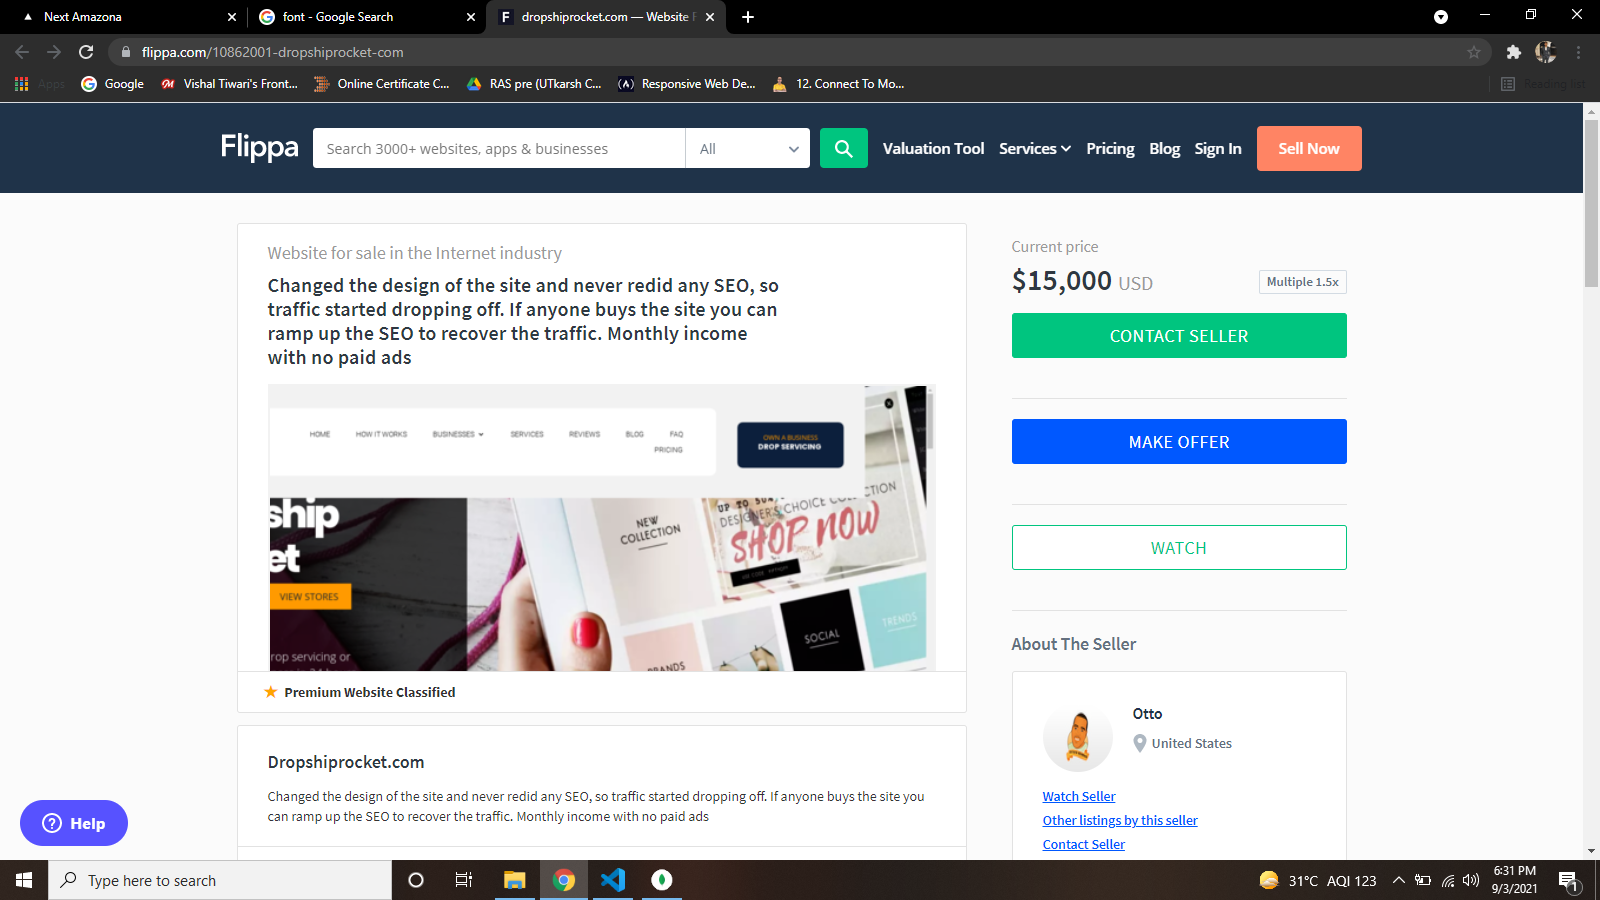 Next Amazona
font - Google Search
dropshiprocket.com — Website F
flippa.com/10862001-dropshiprocket-com
Apps
Google
Vishal Tiwari's Front...
Online Certificate C...
RAS pre (UTkarsh C...
Responsive Web De...
12. Connect To Mo...
Reading list
Flippa
Search 3000+ websites, apps & businesses
All
Valuation Tool
Services
Pricing
Blog
Sign In
Sell Now
Website for sale in the Internet industry
Changed the design of the site and never redid any SEO, so
traffic started dropping off. If anyone buys the site you can
ramp up the SEO to recover the traffic. Monthly income
with no paid ads
HOME
HOW IT WORKS
BUSINESSES
SERVICES
REVIEWS
BLOG
FAQ
PRICING
OWN A BUSINESS
DROP SERVICING
ship
et
VIEW STORES
rop servicing or
NEW
COLLECTION
UP TO 50%
DESIGNER'S CHOICE COLLECTION
SHOP NOW
SOCIAL
TRENDS
BRANDS
Premium Website Classified
Dropshiprocket.com
Changed the design of the site and never redid any SEO, so traffic started dropping off. If anyone buys the site you
can ramp up the SEO to recover the traffic. Monthly income with no paid ads
Current price
$15,000 USD
Multiple 1.5x
CONTACT SELLER
MAKE OFFER
WATCH
About The Seller
Otto
United States
Watch Seller
Other listings by this seller
Contact Seller
Help
Type here to search
31°C AQI 123
6:31 PM
9/3/2021
1